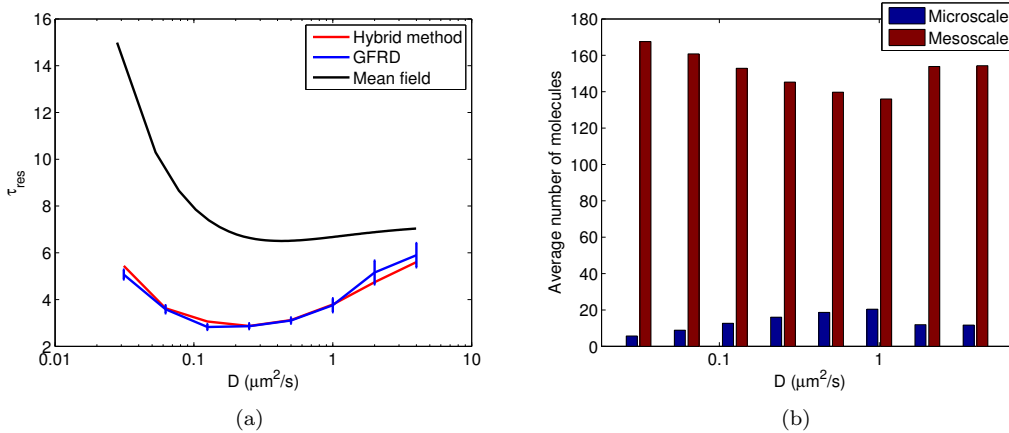 16
14
12
10
8
6
4
2
0.01
0.1
1
10
τres
D (μm²/s)
Hybrid method
GFRD
Mean field
(a)
180
160
140
120
100
80
60
40
20
0
0.1
1
Average number of molecules
D (μm²/s)
Microscale
Mesoscale
(b)